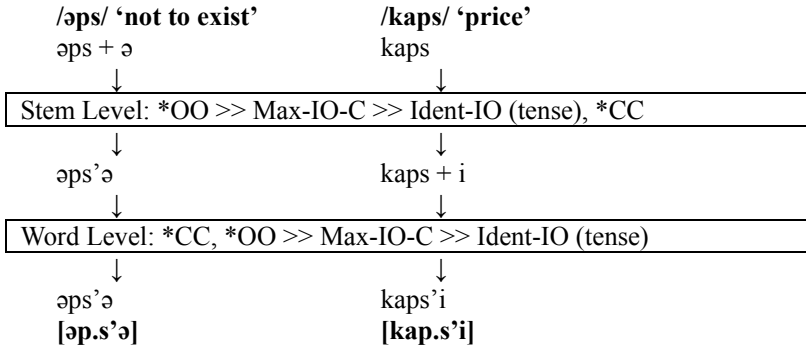 /əps/ ‘not to exist’ /kaps/ ‘price’
əps + ə kaps
↓ ↓
Stem Level: *OO >> Max-IO-C >> Ident-IO (tense), *CC
↓ ↓
əps’ə kaps + i
↓ ↓
Word Level: *CC, *OO >> Max-IO-C >> Ident-IO (tense)
↓ ↓
əps’ə kaps’i
[əp.s’ə] [kap.s’i]